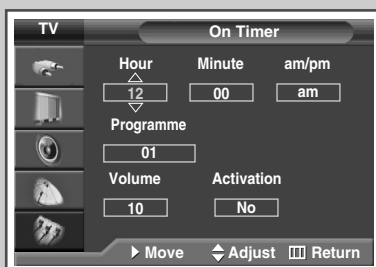 TV
On Timer
Hour Minute am/pm
12 00 am
Programme
01
Volume Activation
10 No
Move Adjust Return